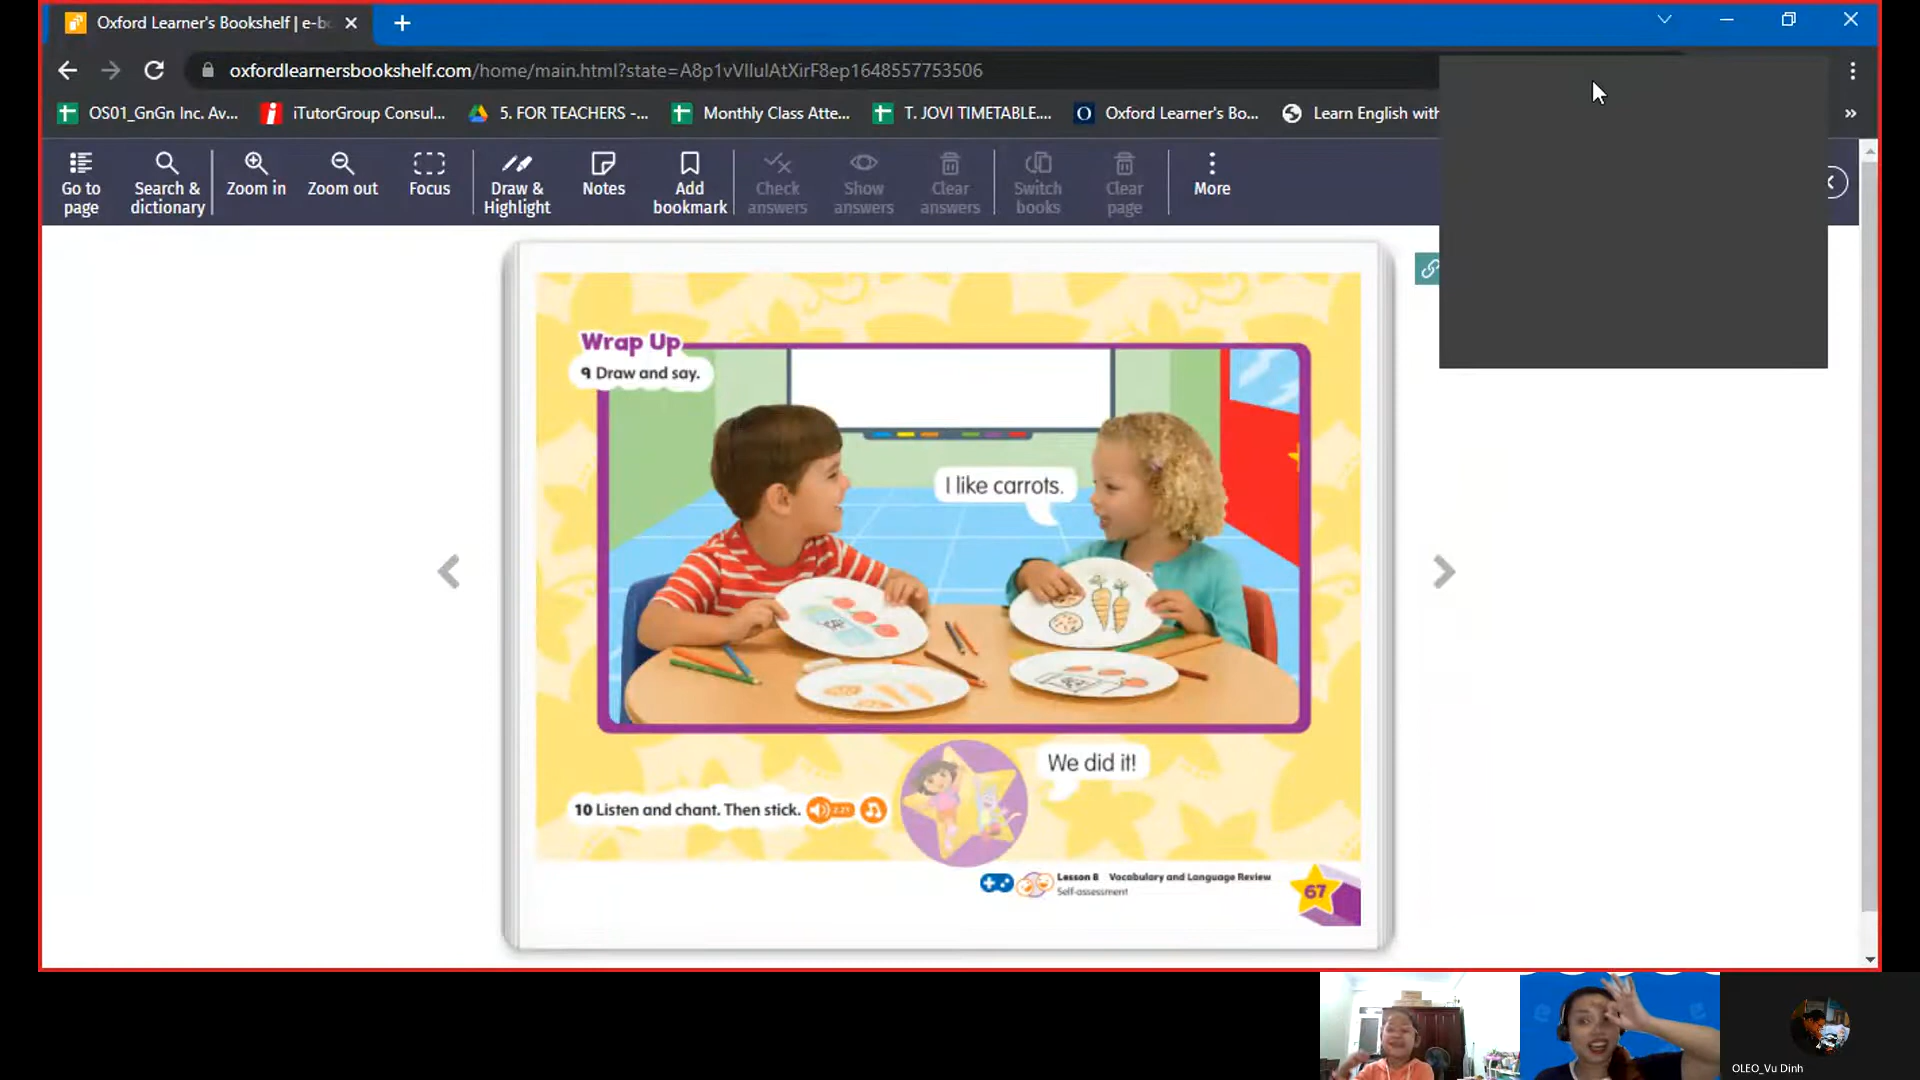 Oxford Learner's Bookshelf | e-b
oxfordlearnersbookshelf.com/home/main.html?state=A8p1vVIlulAtXirF8ep1648557753506
OS01_GnGn Inc. Av... iTutorGroup Consul... 5. FOR TEACHERS -... Monthly Class Atte... T. JOVI TIMETABLE.... Oxford Learner's Bo... Learn English with
Go to page
Search & dictionary
Zoom in
Zoom out
Focus
Draw & Highlight
Notes
Add bookmark
Check answers
Show answers
Clear answers
Switch books
Clear page
More
Wrap Up
9 Draw and say.
I like carrots.
We did it!
10 Listen and chant. Then stick.
Lesson 8 Vocabulary and Language Review
Self-assessment
67
OLEO_Vu Dinh